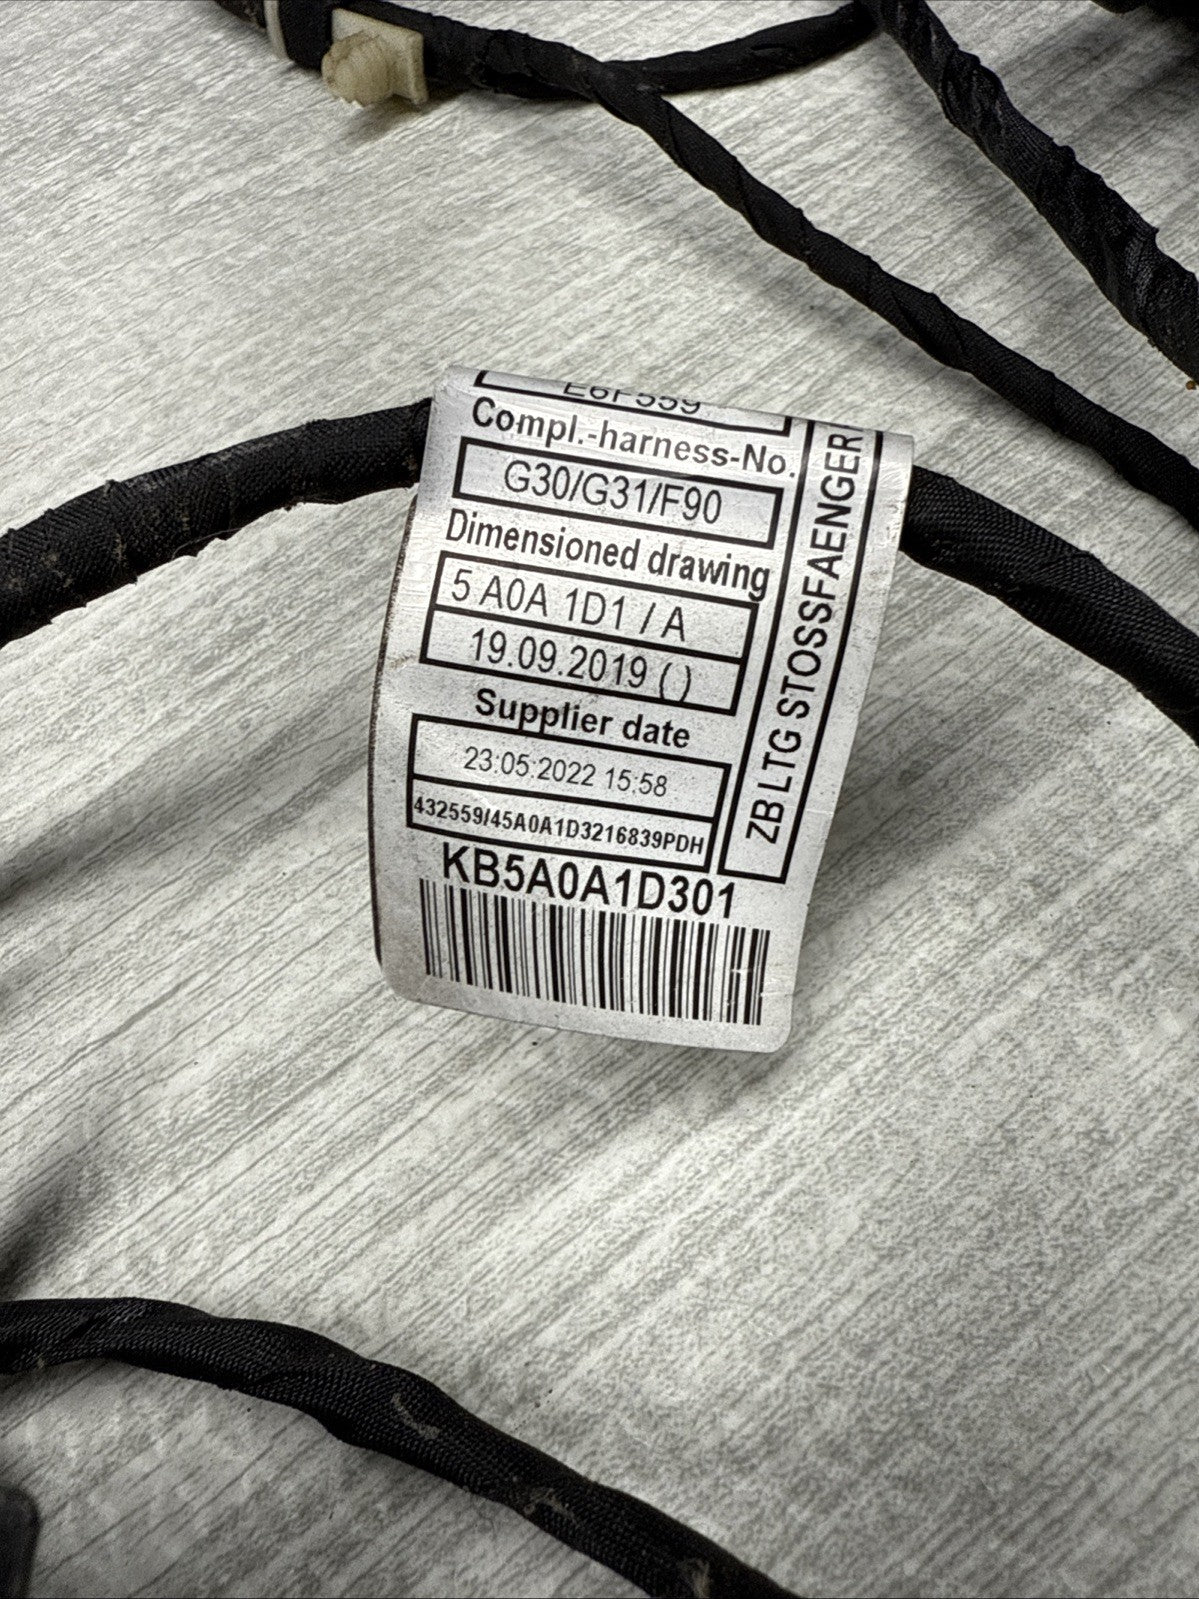 E6F559
Compl.-harness-No.
G30/G31/F90
Dimensioned drawing
5 A0A 1D1 / A
19.09.2019 ( )
Supplier date
23.05.2022 15:58
432559/45A0A1D3216839PDH
KB5A0A1D301
ZB LTG STOSSFAENGER